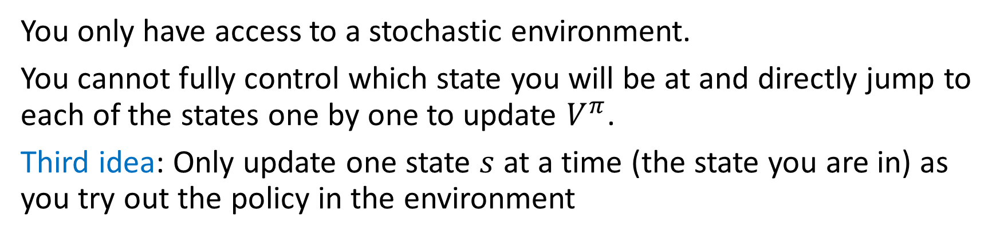 You only have access to a stochastic environment.
You cannot fully control which state you will be at and directly jump to
each of the states one by one to update V^π.
Third idea: Only update one state s at a time (the state you are in) as
you try out the policy in the environment